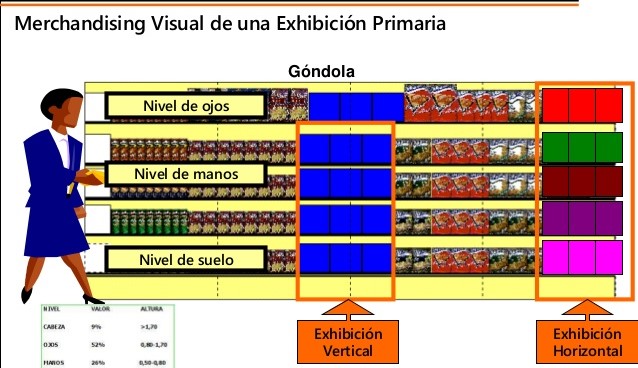 Merchandising Visual de una Exhibición Primaria
Góndola
Nivel de ojos
Nivel de manos
Nivel de suelo
Exhibición
Vertical
Exhibición
Horizontal
NIVEL VALOR ALTURA
CABEZA 9% >1,70
OJOS 52% 0,80-1,70
MAROS 26% 0,50-0,80